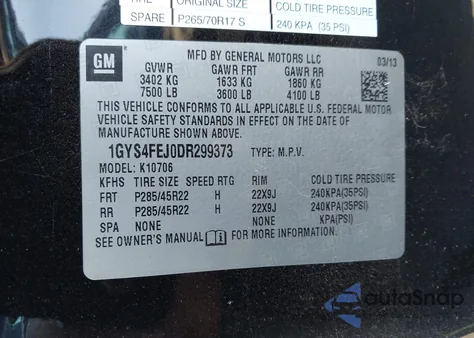 TIRE ORIGINAL SIZE COLD TIRE PRESSURE
SPARE P265/70R17 S 240 KPA (35 PSI)
GM
MFD BY GENERAL MOTORS LLC 03/13
GVWR GAWR FRT GAWR RR
3402 KG 1633 KG 1860 KG
7500 LB 3600 LB 4100 LB
THIS VEHICLE CONFORMS TO ALL APPLICABLE U.S. FEDERAL MOTOR
VEHICLE SAFETY STANDARDS IN EFFECT ON THE DATE OF
MANUFACTURE SHOWN ABOVE.
1GYS4FEJ0DR299373 TYPE: M.P.V.
MODEL: K10706
KFHS TIRE SIZE SPEED RTG RIM COLD TIRE PRESSURE
FRT P285/45R22 H 22X9J 240KPA(35PSI)
RR P285/45R22 H 22X9J 240KPA(35PSI)
SPA NONE NONE KPA(PSI)
SEE OWNER'S MANUAL FOR MORE INFORMATION.
autoSnap